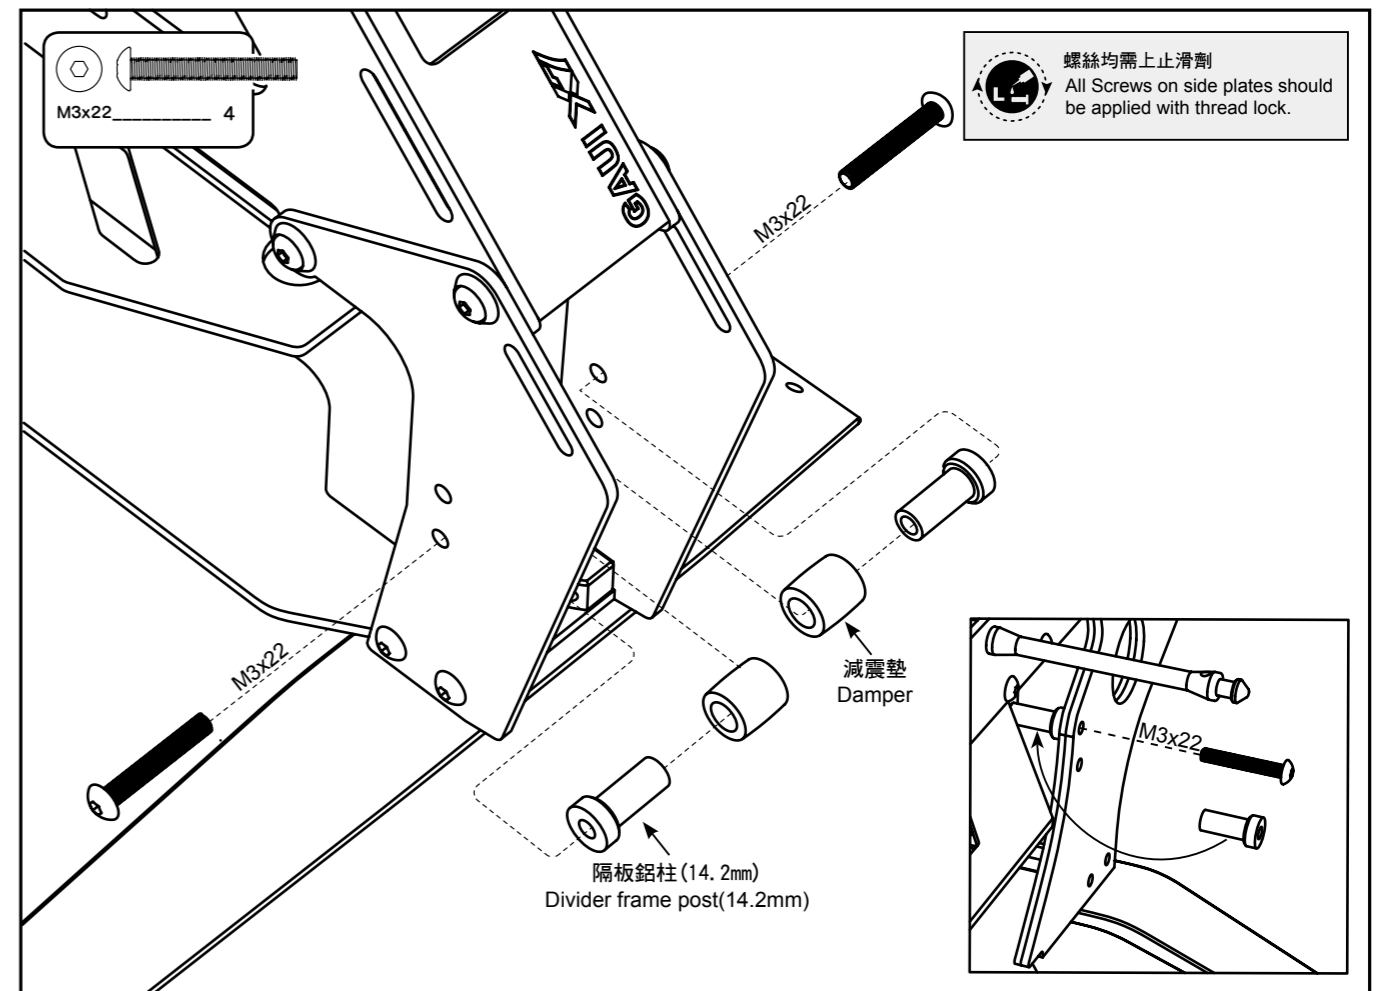 M3x22__________ 4
GAUI X7
螺絲均需上止滑劑
All Screws on side plates should
be applied with thread lock.
M3x22
M3x22
減震墊
Damper
M3x22
隔板鋁柱(14.2mm)
Divider frame post(14.2mm)